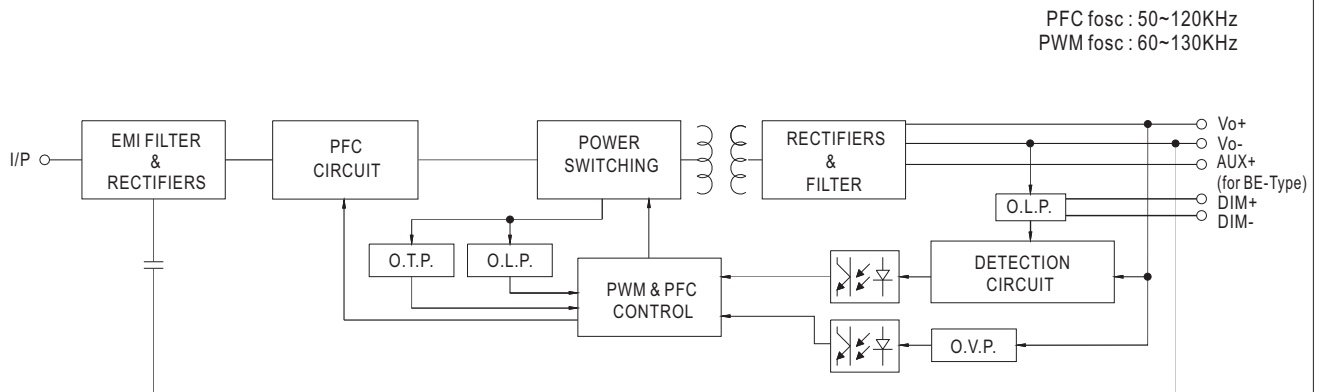 PFC fosc : 50~120KHz
PWM fosc : 60~130KHz
I/P
EMI FILTER
&
RECTIFIERS
PFC
CIRCUIT
POWER
SWITCHING
RECTIFIERS
&
FILTER
Vo+
Vo-
AUX+
(for BE-Type)
DIM+
DIM-
O.L.P.
O.T.P.
O.L.P.
PWM & PFC
CONTROL
DETECTION
CIRCUIT
O.V.P.